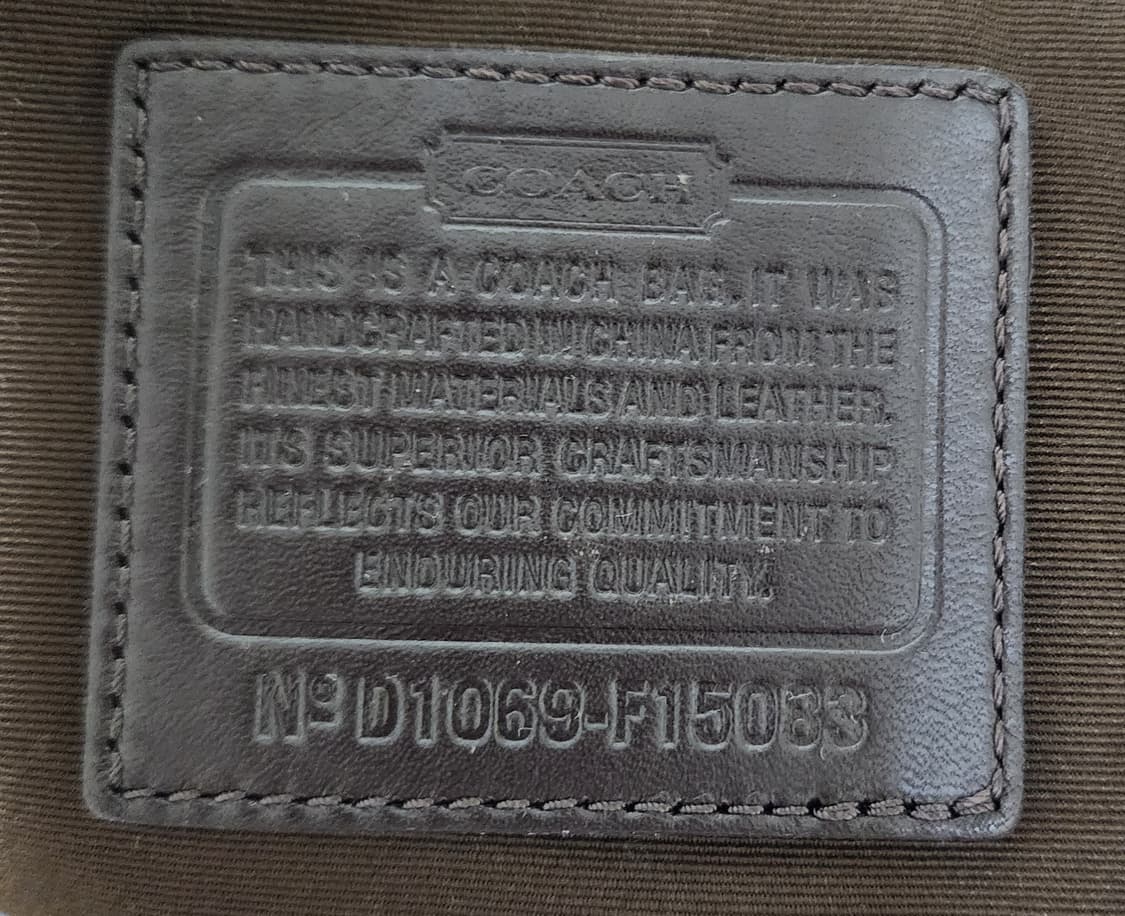 COACH
THIS IS A COACH BAG. IT WAS
HANDCRAFTED IN CHINA FROM THE
FINEST MATERIALS AND LEATHER.
ITS SUPERIOR CRAFTSMANSHIP
REFLECTS OUR COMMITMENT TO
ENDURING QUALITY.
Nº D1069-F15083